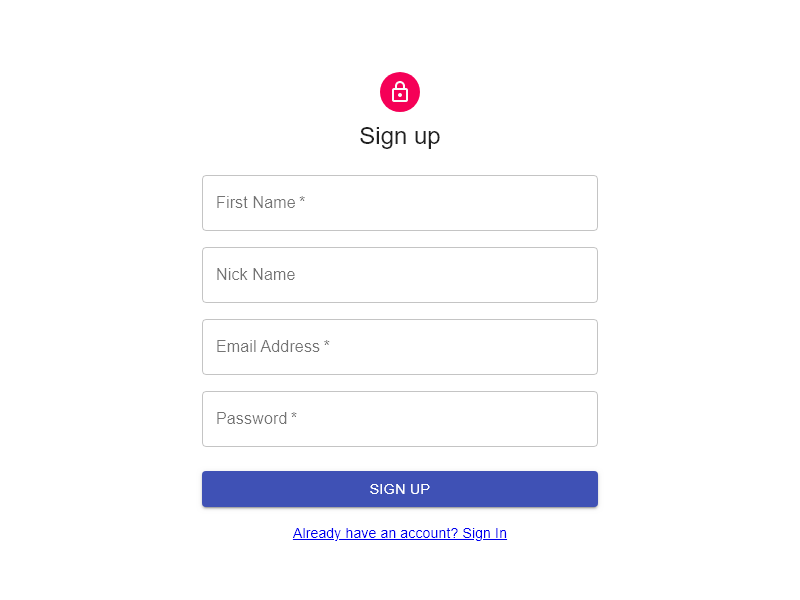 Sign up
First Name *
Nick Name
Email Address *
Password *
SIGN UP
Already have an account? Sign In